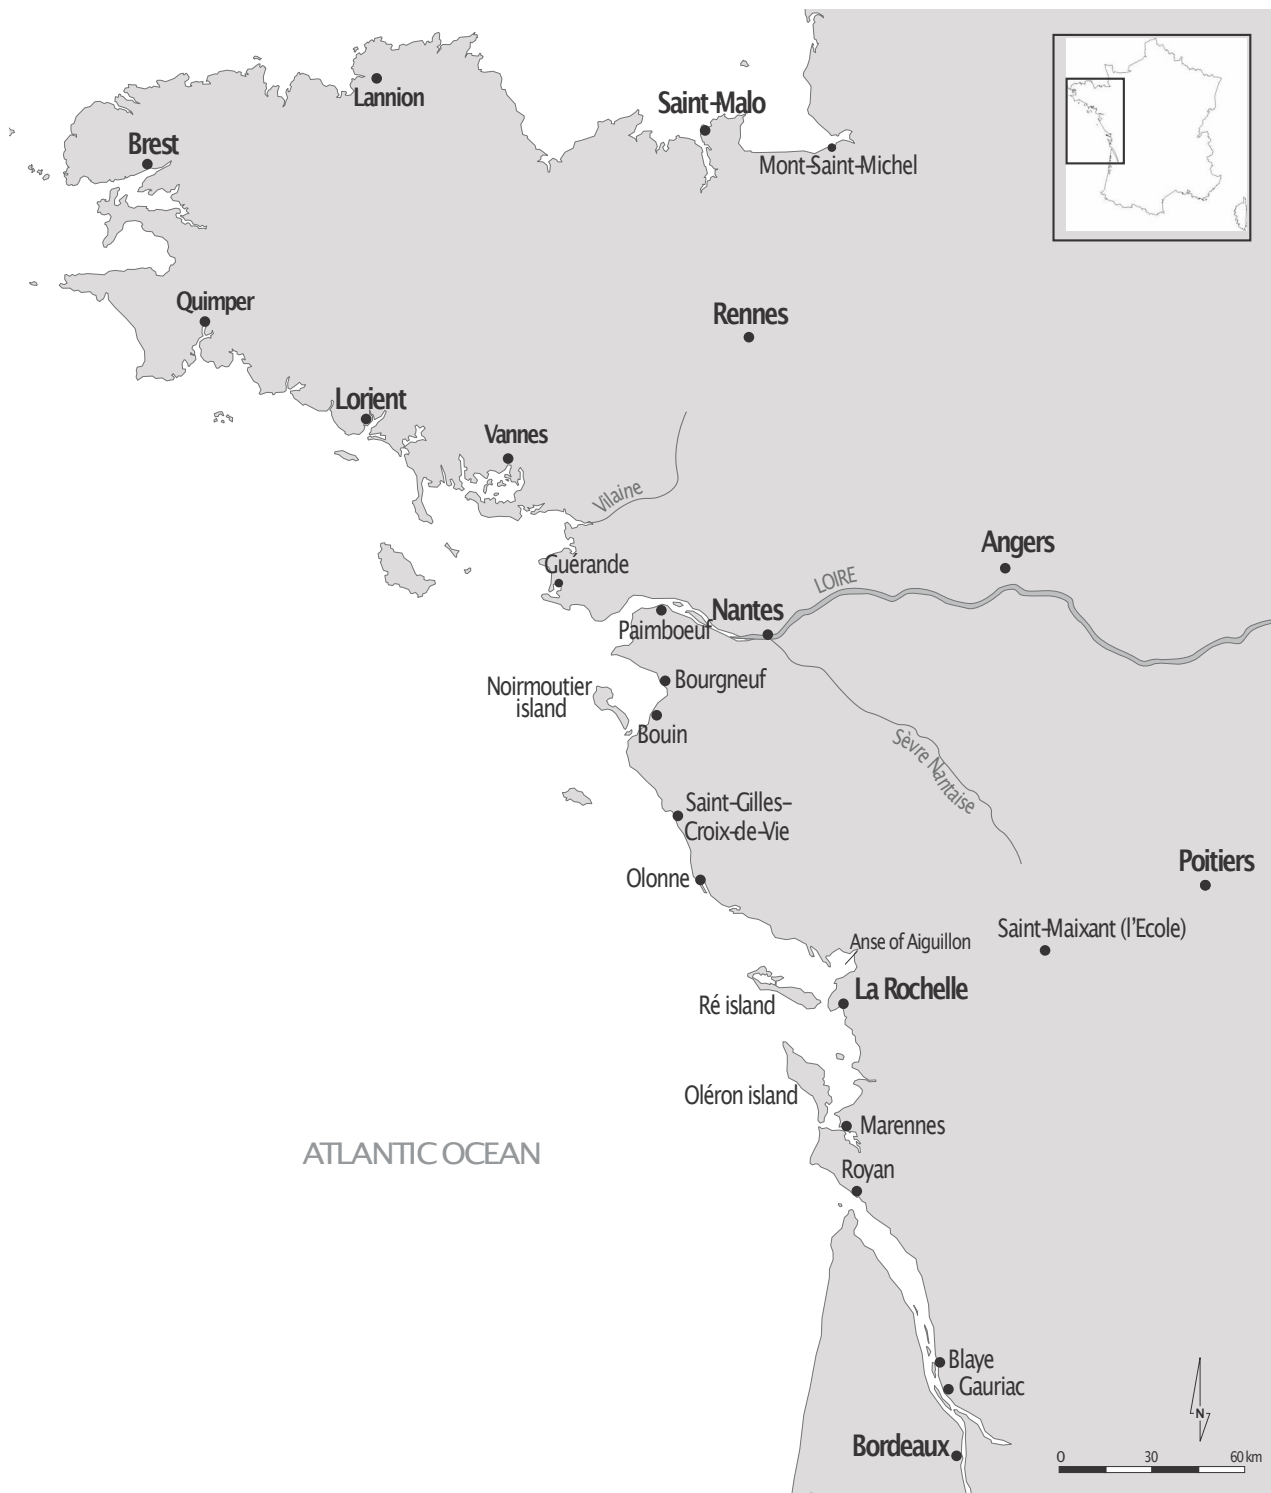 Lannion
Saint-Malo
Brest
Mont-Saint-Michel
Quimper
Rennes
Lorient
Vannes
Vilaine
Angers
Guérande
LOIRE
Nantes
Paimboeuf
Bourgneuf
Noirmoutier
island
Bouin
Sèvre Nantaise
Saint-Gilles-
Croix-de-Vie
Poitiers
Olonne
Saint-Maixant (l'Ecole)
Anse of Aiguillon
La Rochelle
Ré island
Oléron island
Marennes
ATLANTIC OCEAN
Royan
Blaye
Gauriac
N
Bordeaux
0 30 60 km